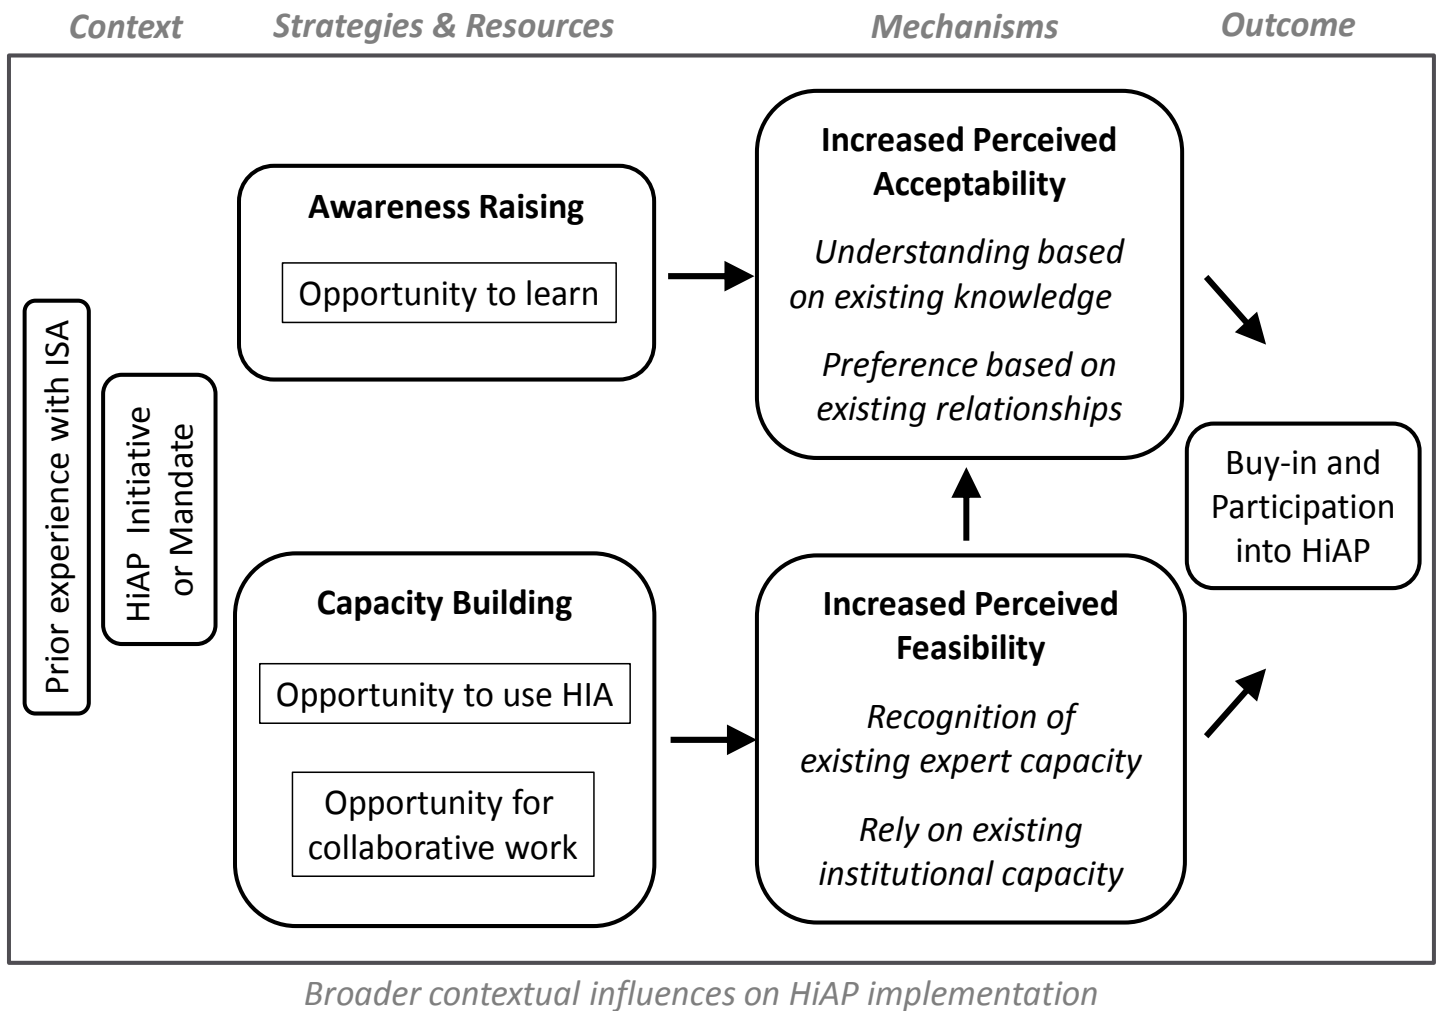 Context
Strategies & Resources
Mechanisms
Outcome
Prior experience with ISA
HiAP Initiative
or Mandate
Awareness Raising
Opportunity to learn
Capacity Building
Opportunity to use HIA
Opportunity for
collaborative work
Increased Perceived
Acceptability
Understanding based
on existing knowledge
Preference based on
existing relationships
Increased Perceived
Feasibility
Recognition of
existing expert capacity
Rely on existing
institutional capacity
Buy-in and
Participation
into HiAP
Broader contextual influences on HiAP implementation